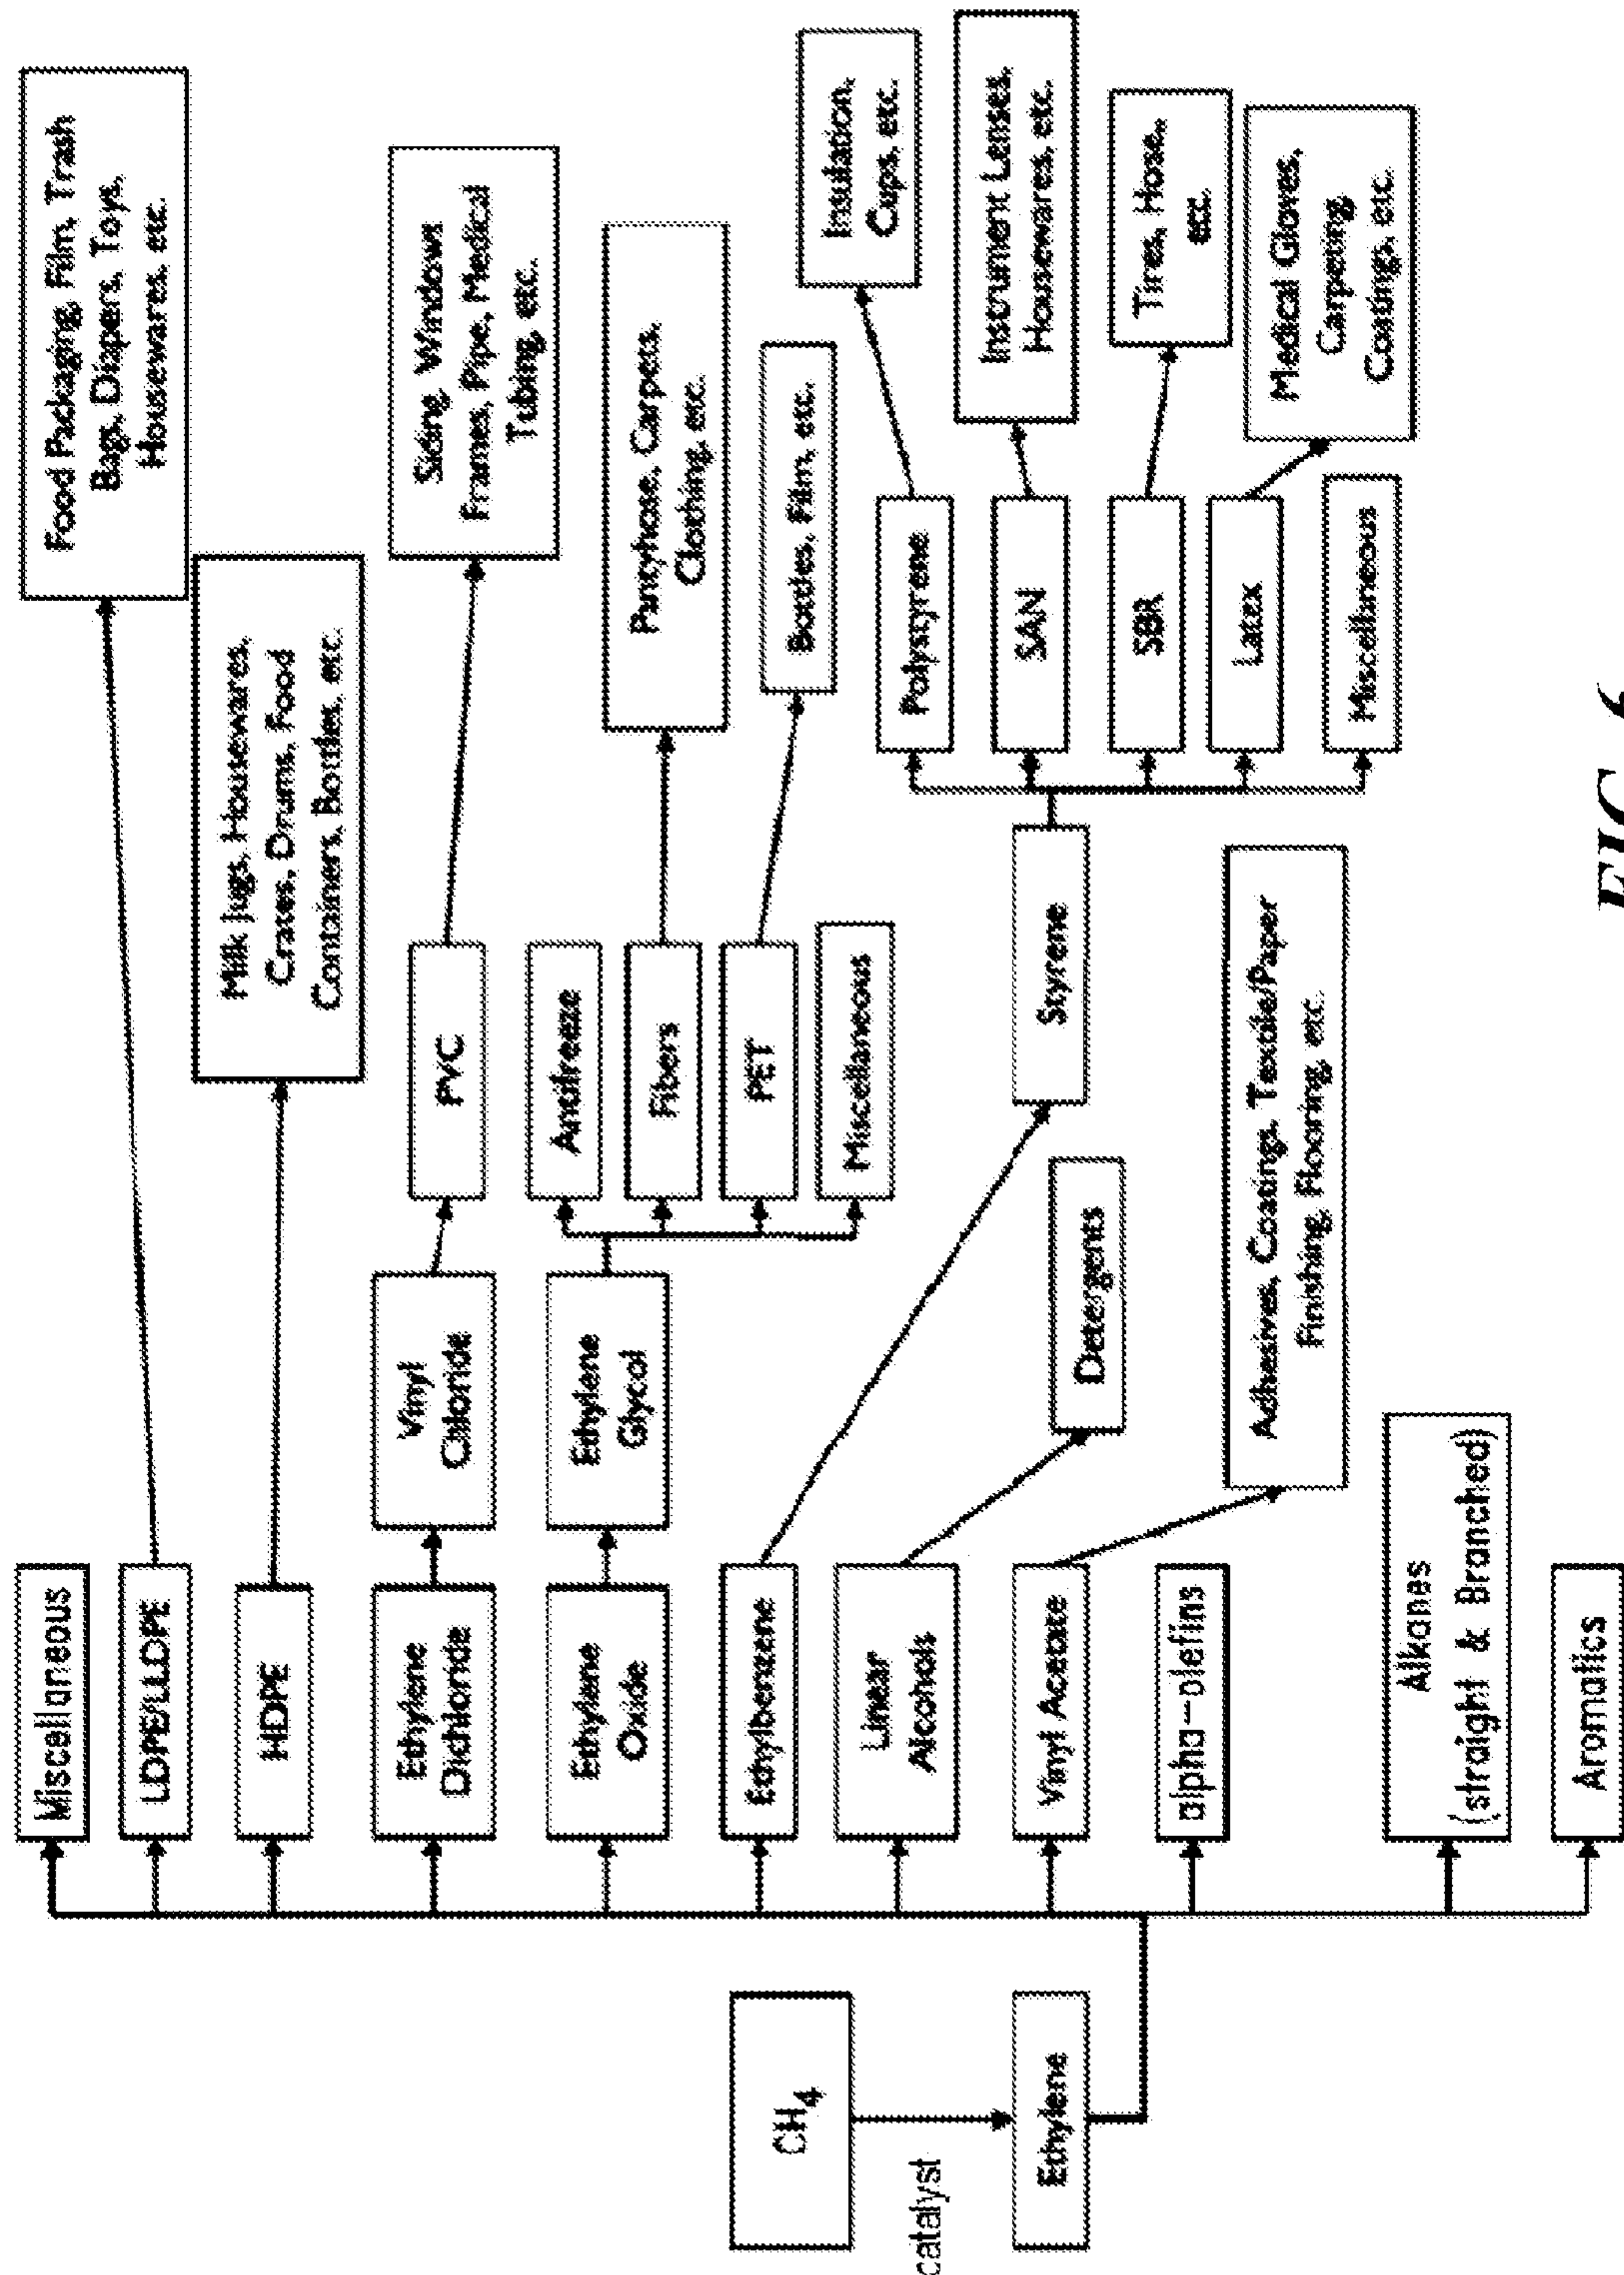 CH4
catalyst
Ethylene
Miscellaneous
LDPE/LLDPE
Food Packaging, Film, Trash
Bags, Diapers, Toys,
Housewares, etc.
HDPE
Milk Jugs, Housewares,
Crates, Drums, Food
Containers, Bottles, etc.
Ethylene
Dichloride
Vinyl
Chloride
PVC
Siding, Windows
Frames, Pipe, Medical
Tubing, etc.
Ethylene
Oxide
Ethylene
Glycol
Antifreeze
Fibers
Pantyhose, Carpets,
Clothing, etc.
PET
Bottles, Film, etc.
Miscellaneous
Ethylbenzene
Styrene
Polystyrene
Insulation,
Cups, etc.
SAN
Instrument Lenses,
Housewares, etc.
SBR
Tires, Hose,
etc.
Latex
Medical Gloves,
Carpeting,
Coatings, etc.
Miscellineous
Linear
Alcohols
Detergents
Vinyl Acetate
Adhesives, Coatings, Textile/Paper
Finishing, Flooring, etc.
alpha-olefins
Alkanes
(straight & Branched)
Aromatics
FIG. 6